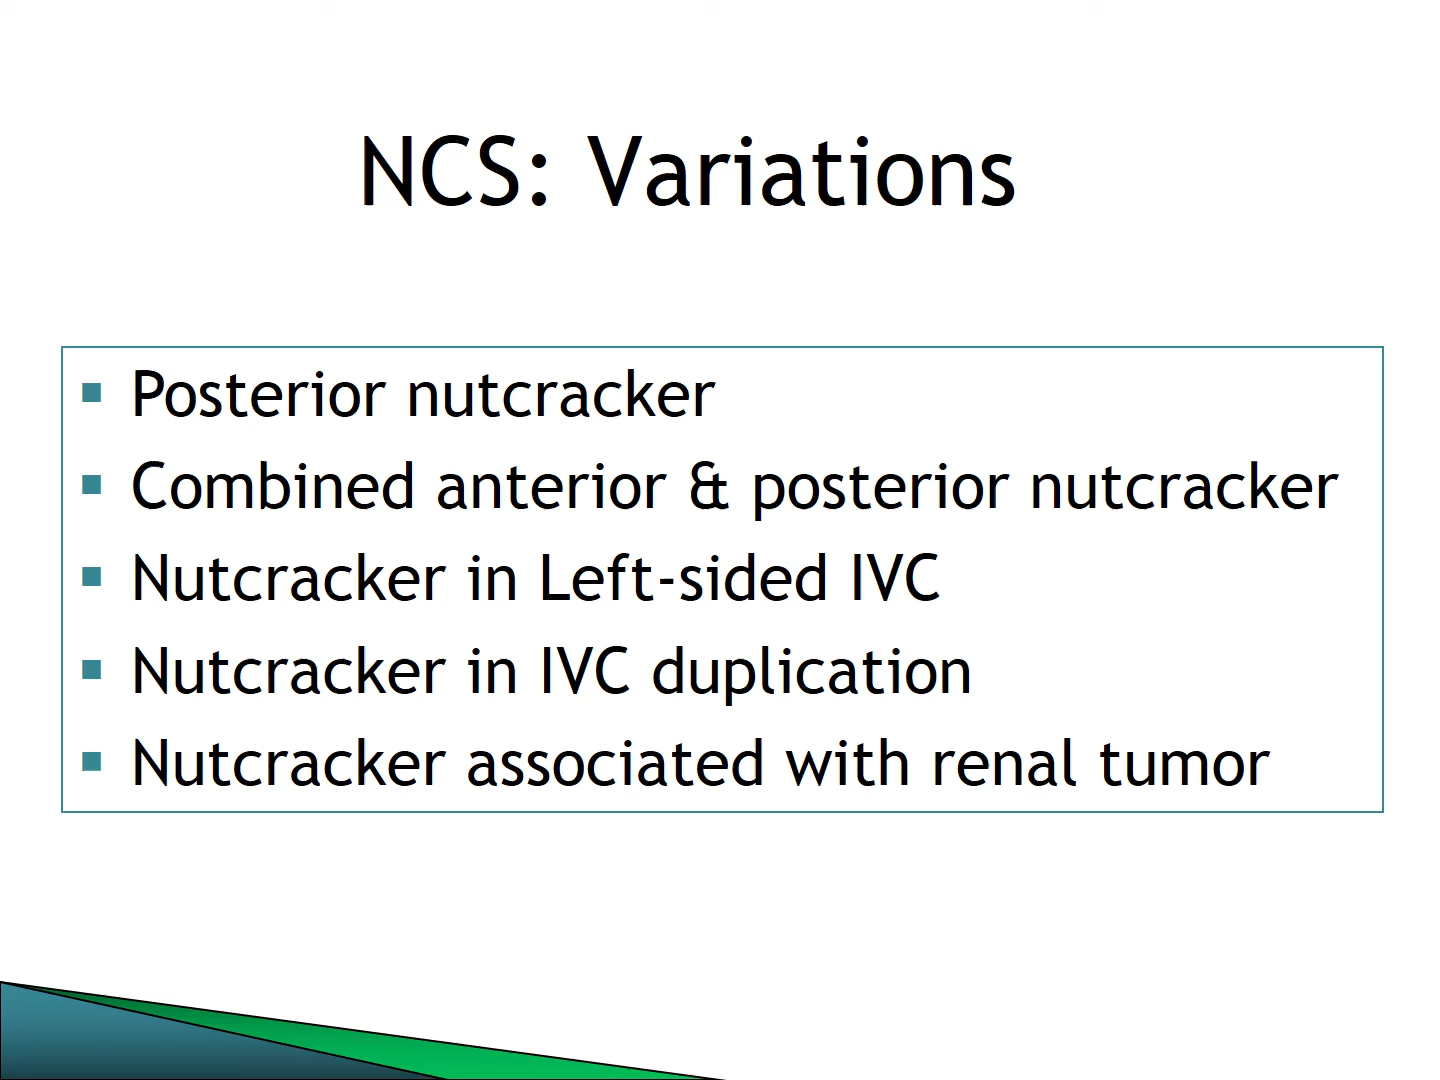 NCS: Variations
Posterior nutcracker
Combined anterior & posterior nutcracker
Nutcracker in Left-sided IVC
Nutcracker in IVC duplication
Nutcracker associated with renal tumor